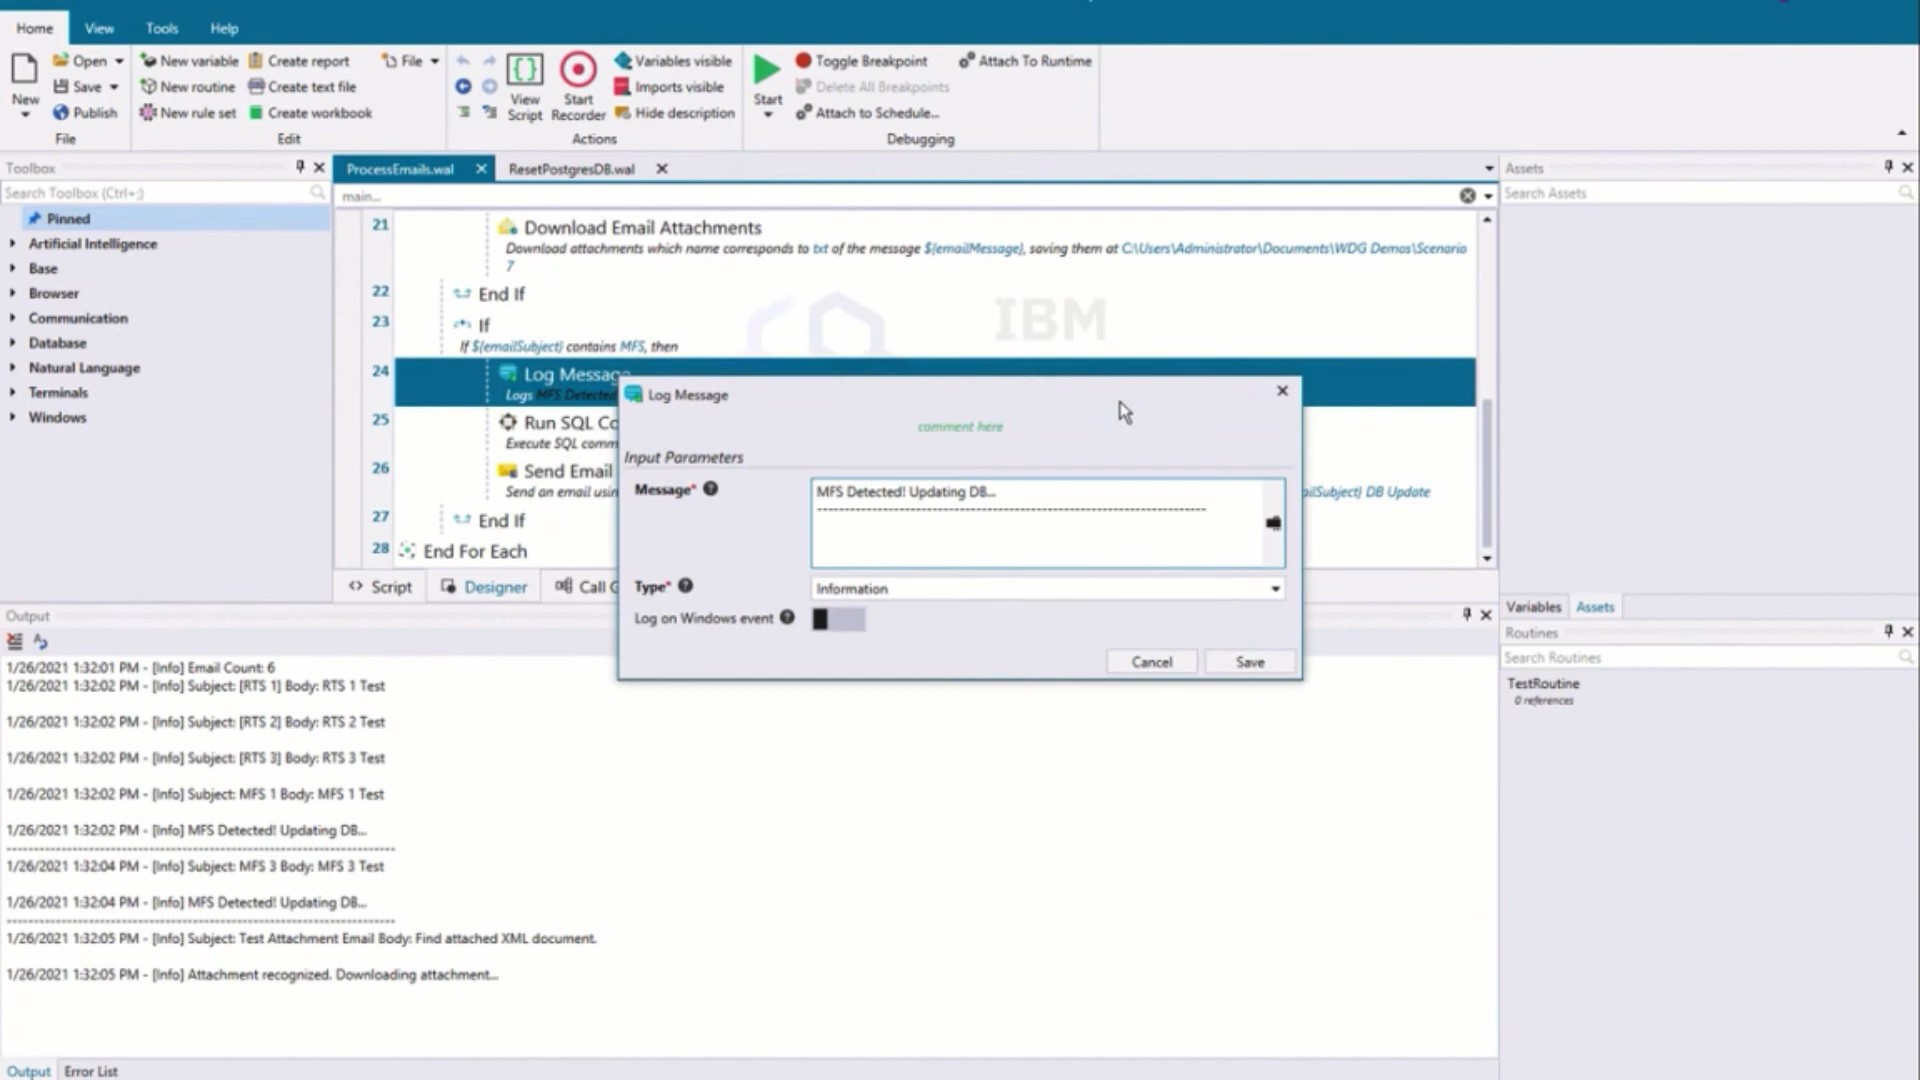 Home View Tools Help
New
Open
Save
Publish
File
New variable
New routine
New rule set
Create report
Create text file
Create workbook
File
Edit
View Script
Start Recorder
Variables visible
Imports visible
Hide description
Actions
Start
Toggle Breakpoint
Delete All Breakpoints
Attach to Schedule...
Attach To Runtime
Debugging
Toolbox
Search Toolbox (Ctrl+;)
Pinned
Artificial Intelligence
Base
Browser
Communication
Database
Natural Language
Terminals
Windows
ProcessEmails.wal
ResetPostgresDB.wal
main...
21 Download Email Attachments
Download attachments which name corresponds to txt of the message ${emailMessage}, saving them at C:\Users\Administrator\Documents\WDG Demos\Scenario
7
22 End If
IBM
23 If
If ${emailSubject} contains MFS, then
24 Log Message
Logs MFS Detected
25 Run SQL Co
Execute SQL comm
26 Send Email
Send an email usin
ilSubject} DB Update
27 End If
28 End For Each
Script Designer Call G
Log Message
comment here
Input Parameters
Message*
MFS Detected! Updating DB...
----------------------------------------------------------------------
Type*
Information
Log on Windows event
Cancel Save
Output
1/26/2021 1:32:01 PM - [Info] Email Count: 6
1/26/2021 1:32:02 PM - [Info] Subject: [RTS 1] Body: RTS 1 Test
1/26/2021 1:32:02 PM - [Info] Subject: [RTS 2] Body: RTS 2 Test
1/26/2021 1:32:02 PM - [Info] Subject: [RTS 3] Body: RTS 3 Test
1/26/2021 1:32:02 PM - [Info] Subject: MFS 1 Body: MFS 1 Test
1/26/2021 1:32:02 PM - [Info] MFS Detected! Updating DB...
----------------------------------------------------------------------
1/26/2021 1:32:04 PM - [Info] Subject: MFS 3 Body: MFS 3 Test
1/26/2021 1:32:04 PM - [Info] MFS Detected! Updating DB...
----------------------------------------------------------------------
1/26/2021 1:32:05 PM - [Info] Subject: Test Attachment Email Body: Find attached XML document.
1/26/2021 1:32:05 PM - [Info] Attachment recognized. Downloading attachment...
Output Error List
Assets
Search Assets
Variables Assets
Routines
Search Routines
TestRoutine
0 references